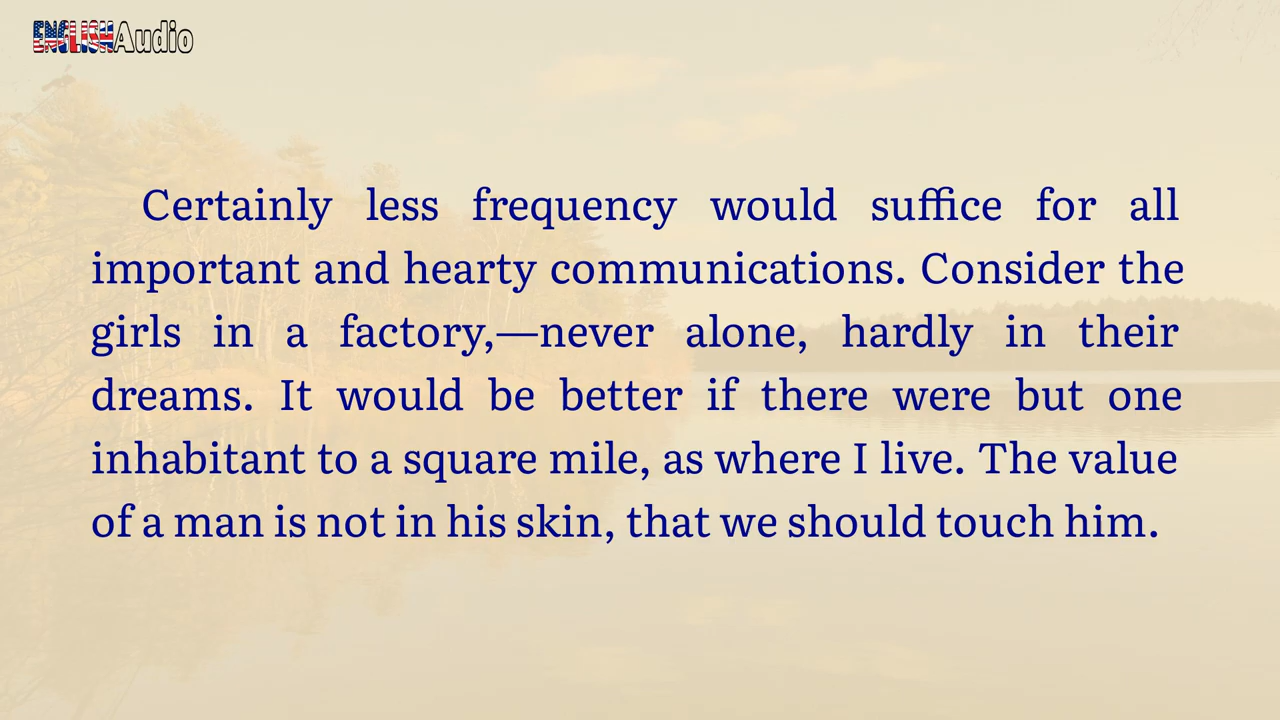 ENGLISHAudio
Certainly less frequency would suffice for all
important and hearty communications. Consider the
girls in a factory,—never alone, hardly in their
dreams. It would be better if there were but one
inhabitant to a square mile, as where I live. The value
of a man is not in his skin, that we should touch him.